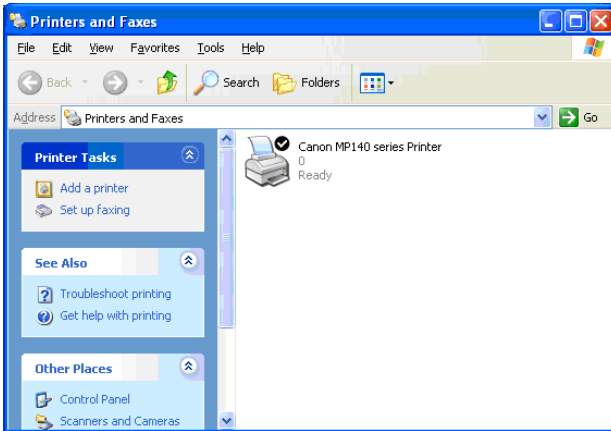 Printers and Faxes
File Edit View Favorites Tools Help
Back Search Folders
Address Printers and Faxes Go
Printer Tasks
Add a printer
Set up faxing
See Also
Troubleshoot printing
Get help with printing
Other Places
Control Panel
Scanners and Cameras
Canon MP140 series Printer
0
Ready